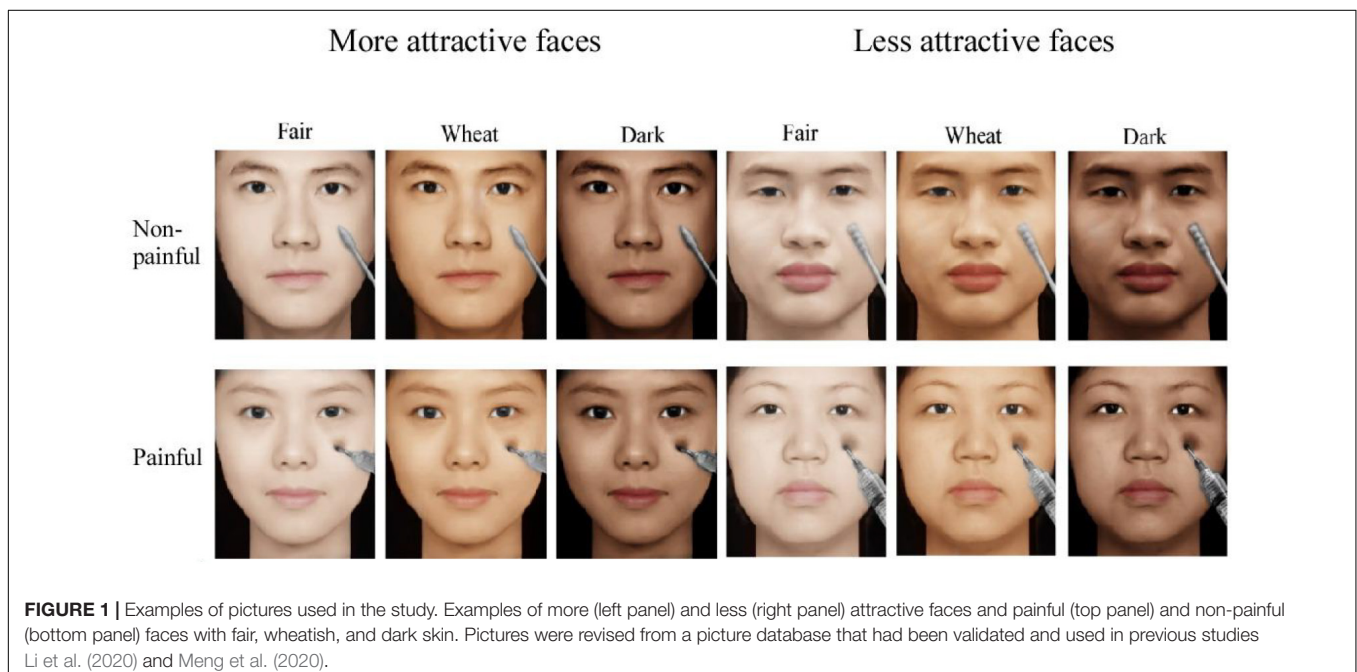 More attractive faces Less attractive faces
Fair Wheat Dark Fair Wheat Dark
Non-
painful
Painful
FIGURE 1 | Examples of pictures used in the study. Examples of more (left panel) and less (right panel) attractive faces and painful (top panel) and non-painful
(bottom panel) faces with fair, wheatish, and dark skin. Pictures were revised from a picture database that had been validated and used in previous studies
Li et al. (2020) and Meng et al. (2020).